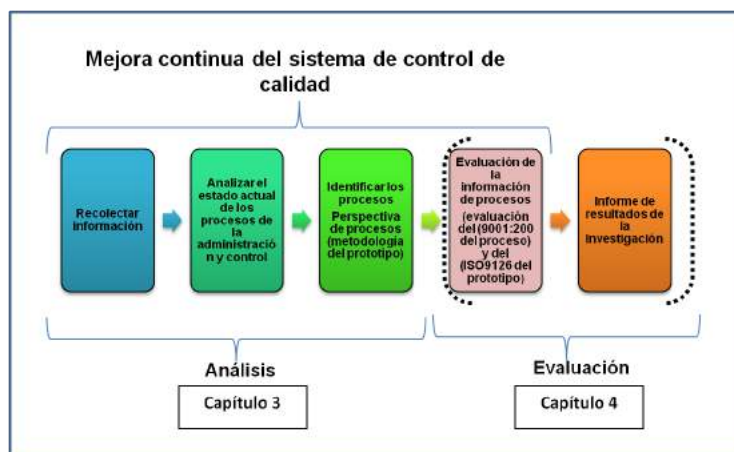 Mejora continua del sistema de control de
calidad
Recolectar
información
Analizar el
estado actual
de los
procesos de
la
administració
n y control
Identificar los
procesos
Perspectiva
de procesos
(metodología
del prototipo)
Evaluación de
la
información
de procesos
(evaluación
del (9001:200
del proceso)
y del
(ISO9126 del
prototipo)
Informe de
resultados de
la
Investigación
Análisis
Evaluación
Capítulo 3
Capítulo 4